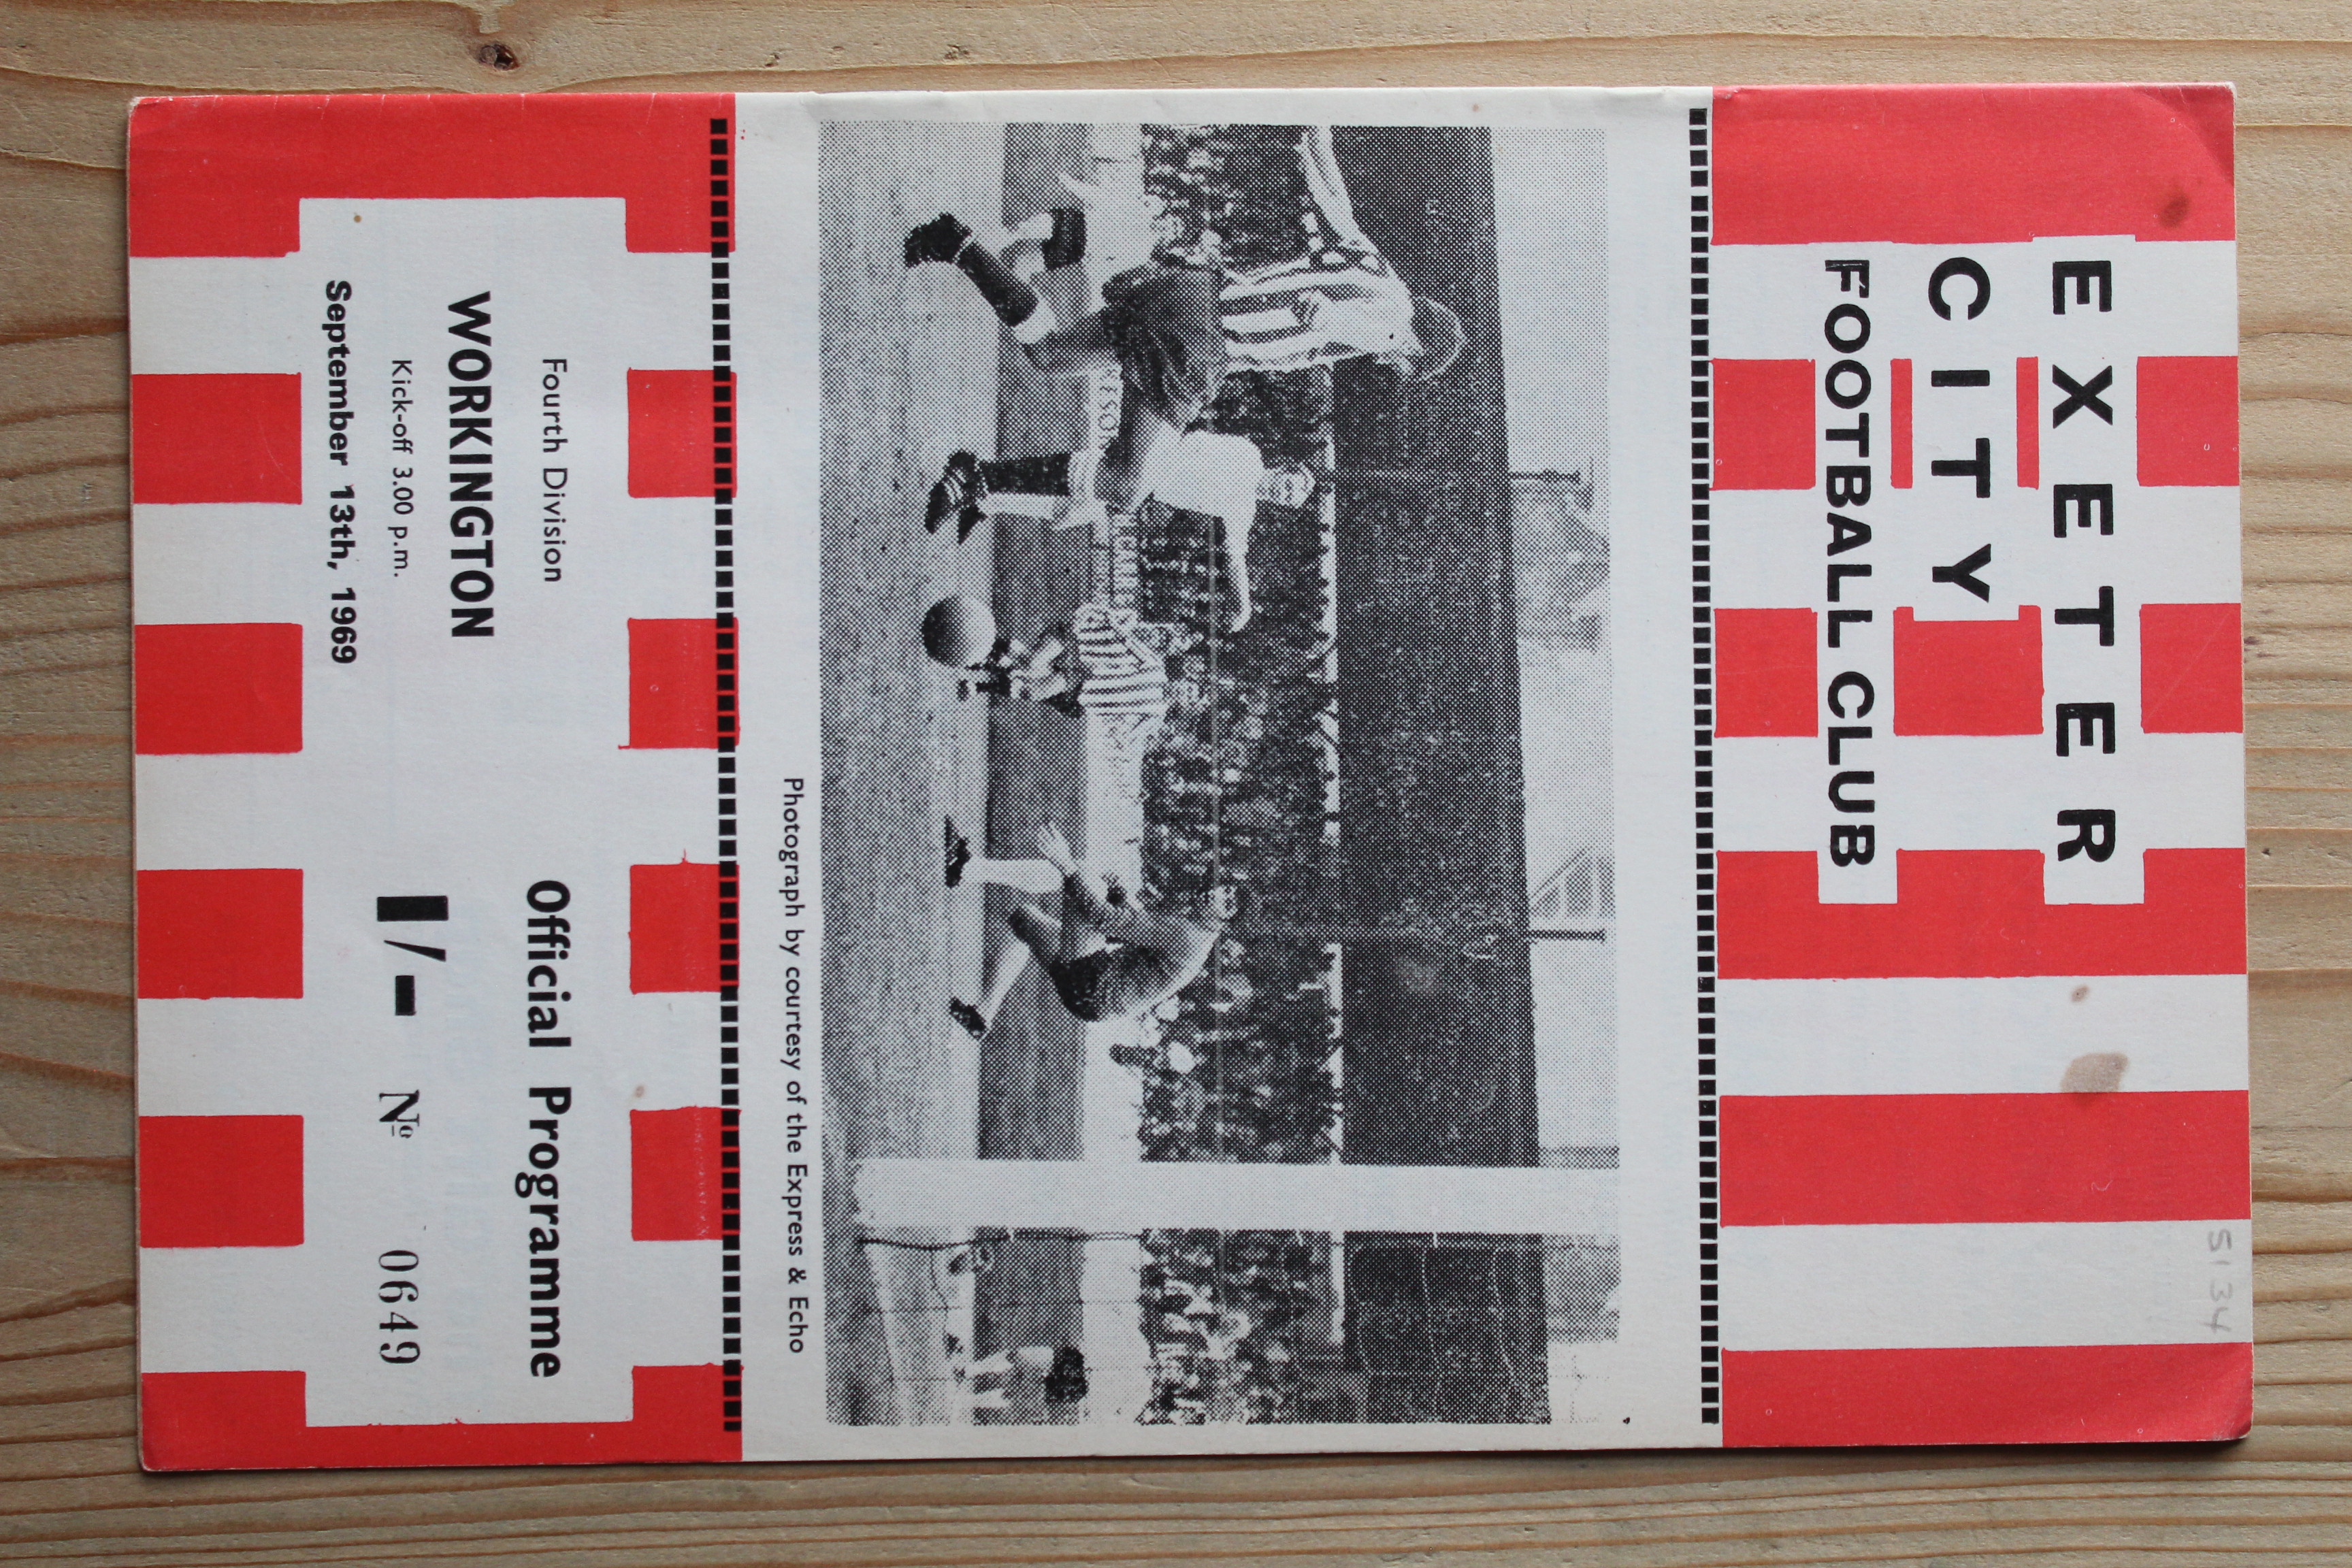 EXETER
CITY
FOOTBALL CLUB
5134
Photograph by courtesy of the Express & Echo
Fourth Division
WORKINGTON
Kick-off 3.00 p.m.
September 13th, 1969
Official Programme
1/- Nº 0649